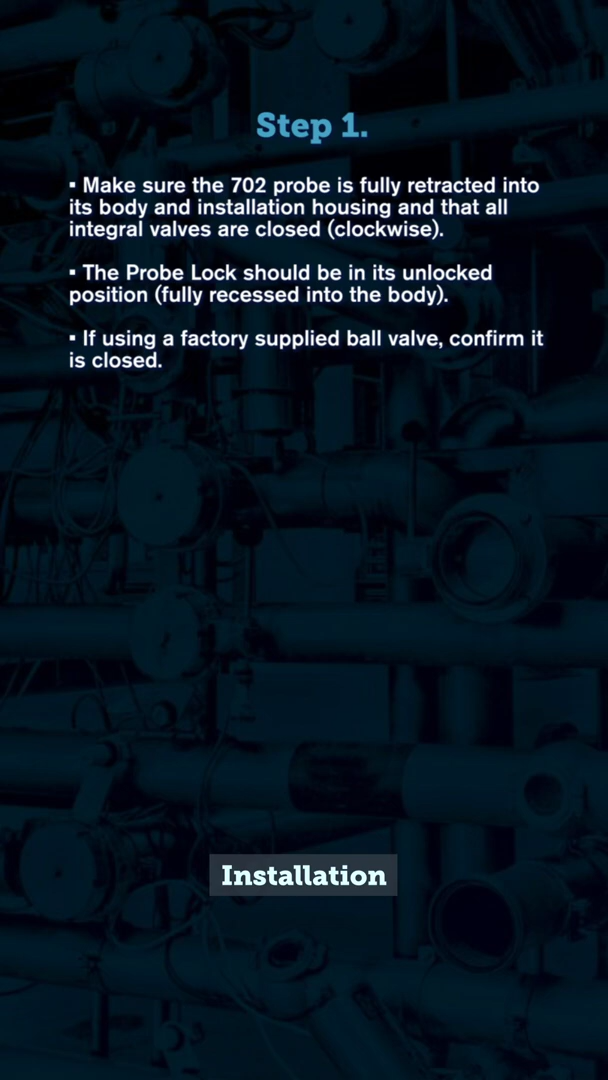 Step 1.
▪ Make sure the 702 probe is fully retracted into
its body and installation housing and that all
integral valves are closed (clockwise).
▪ The Probe Lock should be in its unlocked
position (fully recessed into the body).
▪ If using a factory supplied ball valve, confirm it
is closed.
Installation